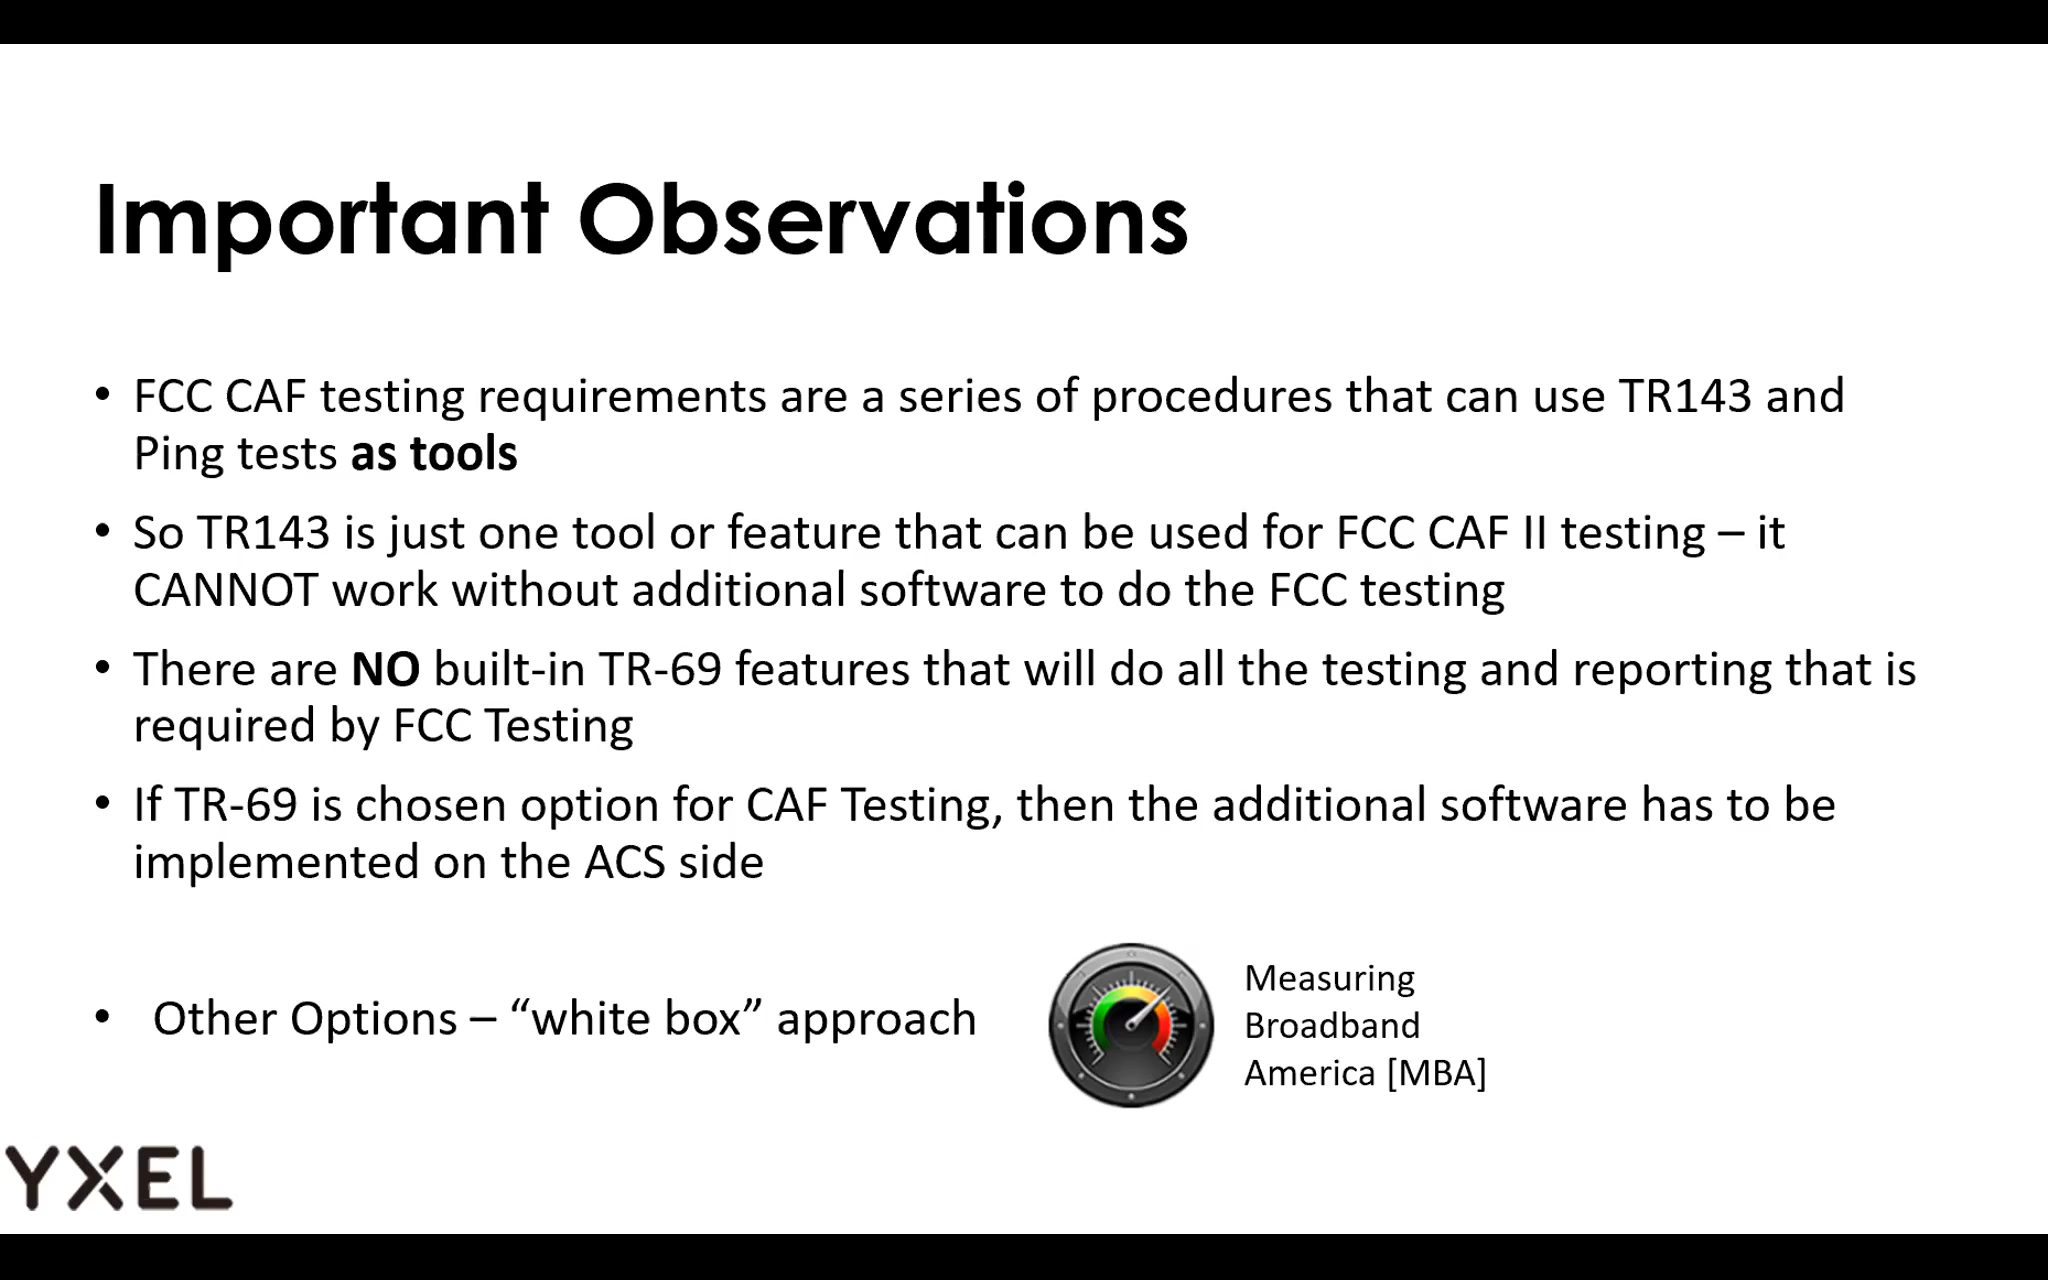 Important Observations
• FCC CAF testing requirements are a series of procedures that can use TR143 and
Ping tests as tools
• So TR143 is just one tool or feature that can be used for FCC CAF II testing – it
CANNOT work without additional software to do the FCC testing
• There are NO built-in TR-69 features that will do all the testing and reporting that is
required by FCC Testing
• If TR-69 is chosen option for CAF Testing, then the additional software has to be
implemented on the ACS side
• Other Options – “white box” approach
Measuring
Broadband
America [MBA]
YXEL